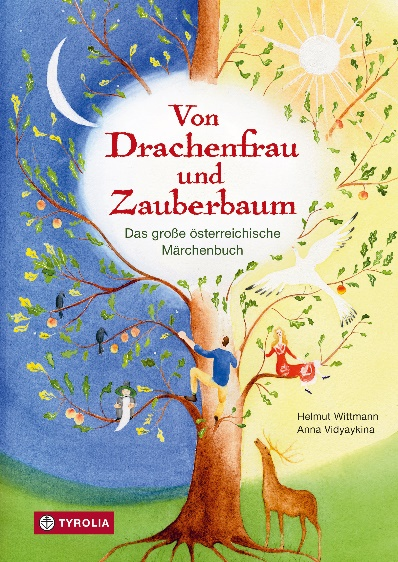 Von
Drachenfrau
und
Zauberbaum
Das große österreichische
Märchenbuch
Helmut Wittmann
Anna Vidyaykina
TYROLIA